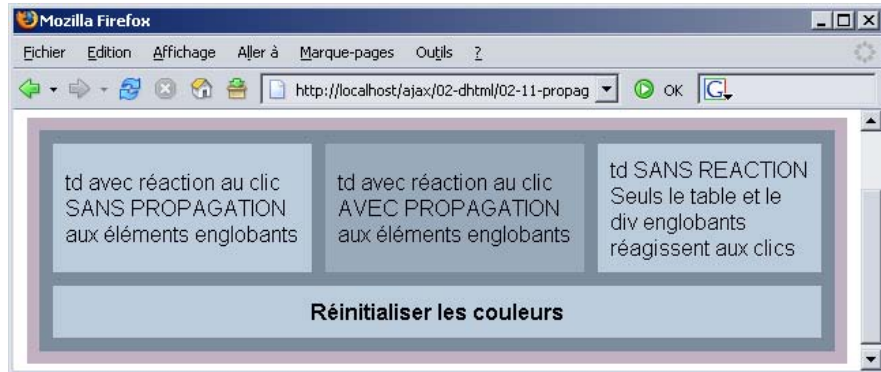 Mozilla Firefox
Fichier Edition Affichage Aller à Marque-pages Outils ?
http://localhost/ajax/02-dhtml/02-11-propag OK G
td avec réaction au clic
SANS PROPAGATION
aux éléments englobants
td avec réaction au clic
AVEC PROPAGATION
aux éléments englobants
td SANS REACTION
Seuls le table et le
div englobants
réagissent aux clics
Réinitialiser les couleurs